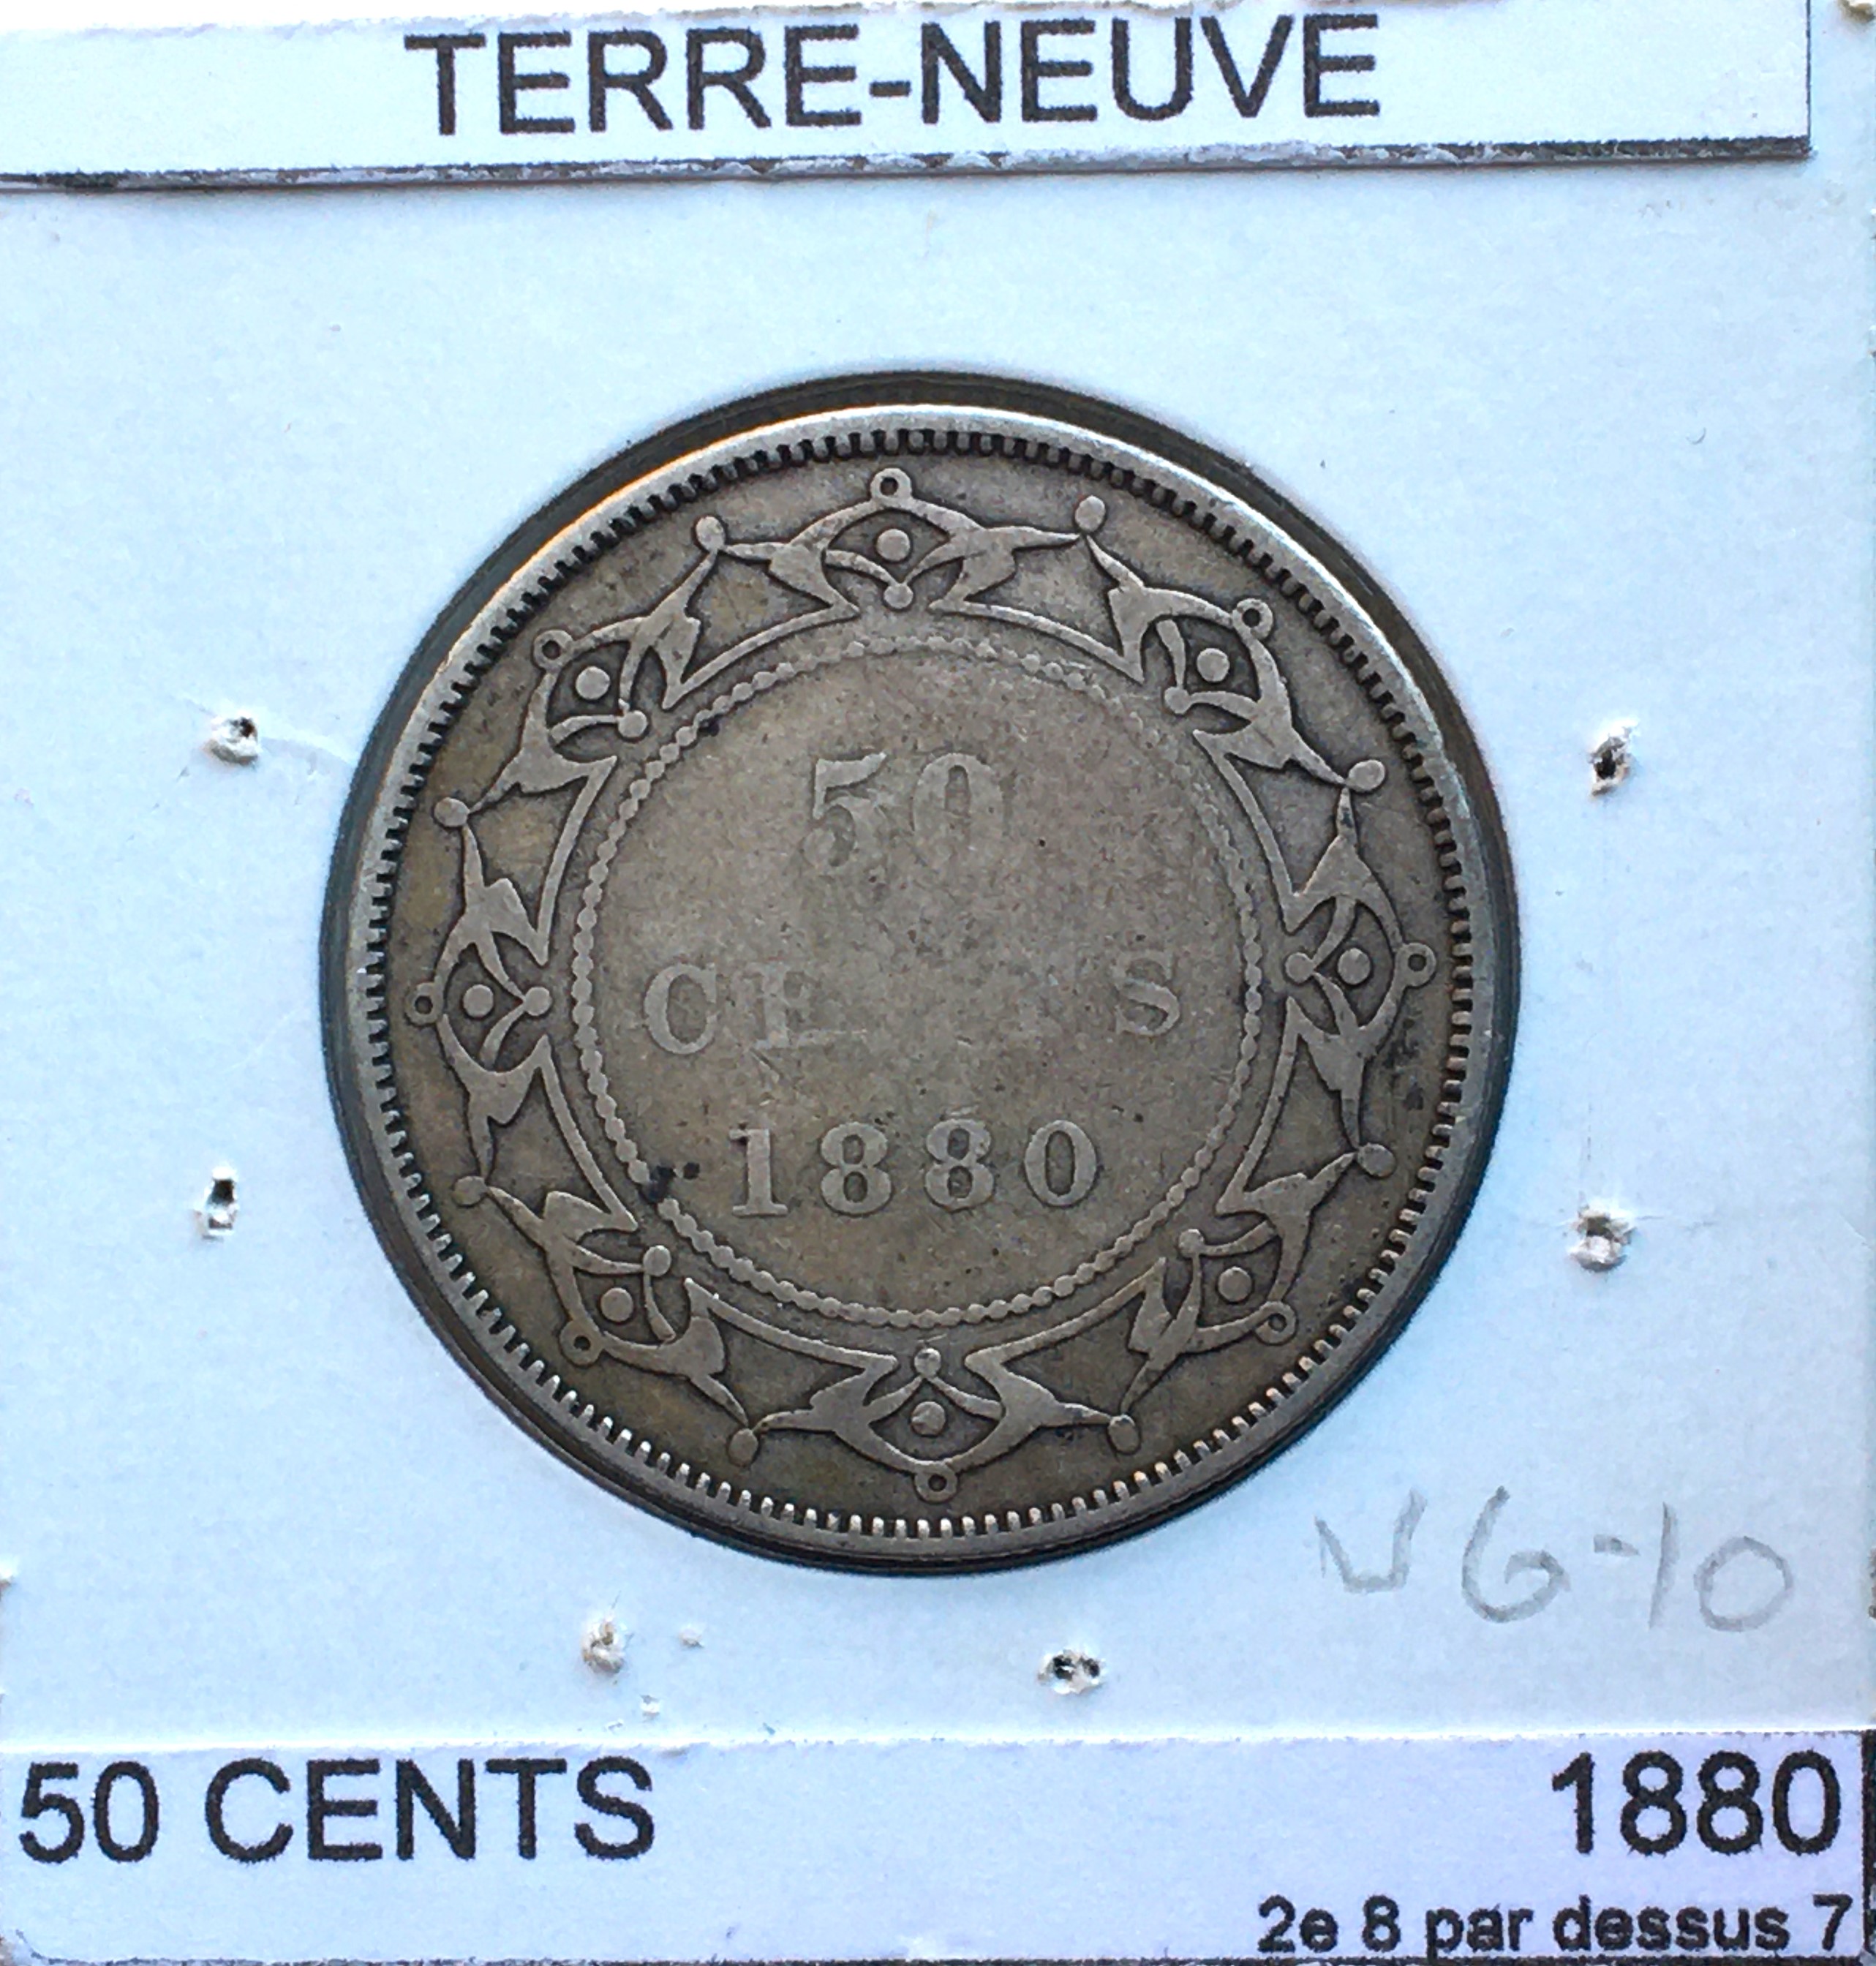 TERRE-NEUVE
50
CENTS
1880
VG-10
50 CENTS 1880
2e 8 par dessus 7